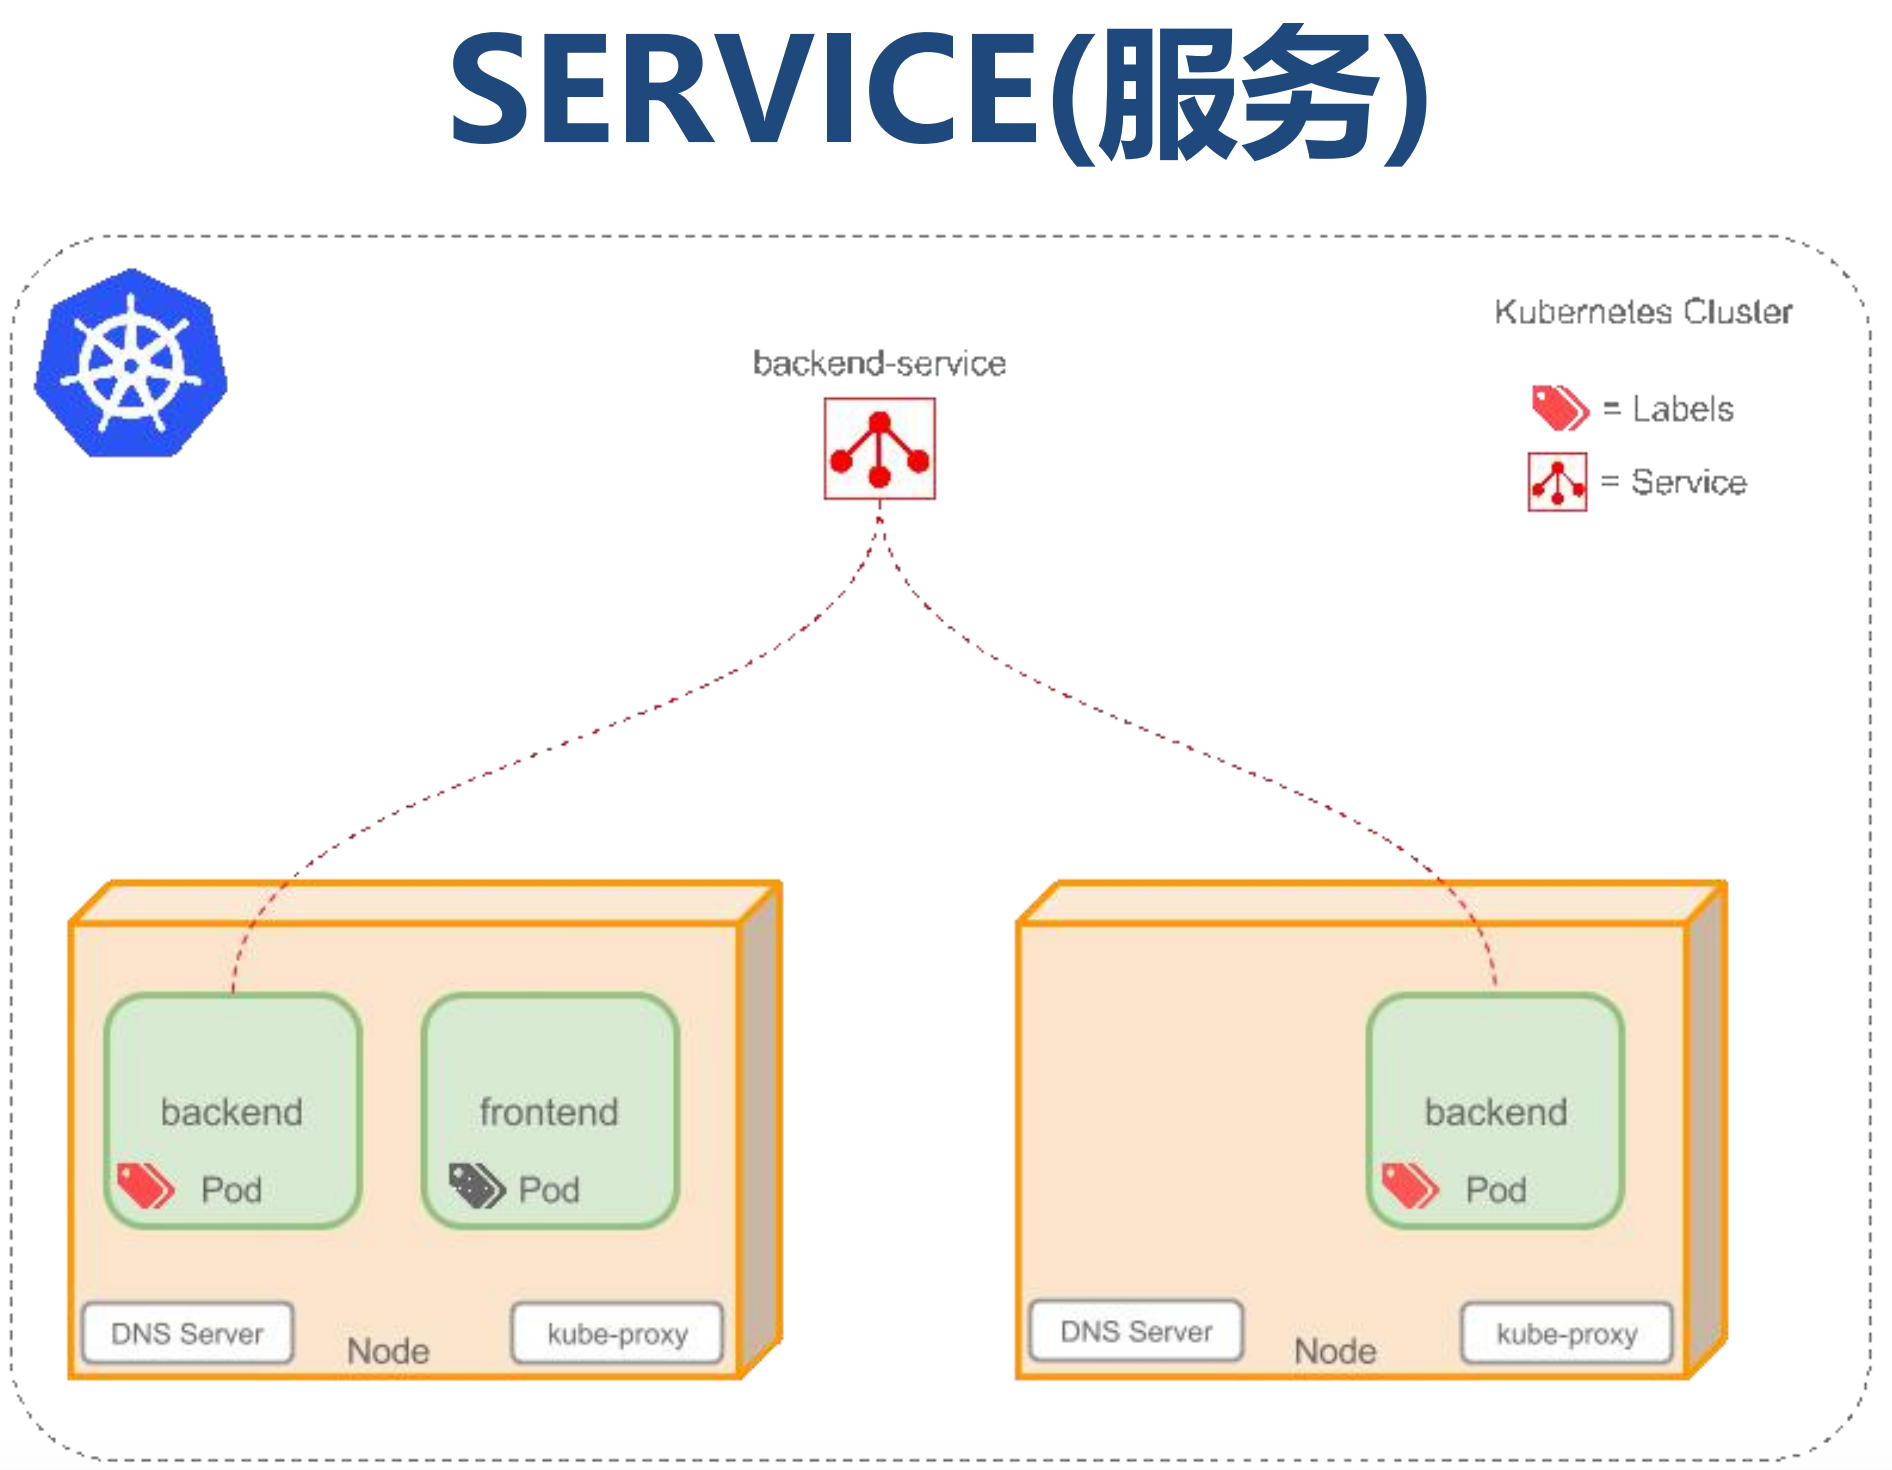 SERVICE(服务)
Kubernetes Cluster
backend-service
= Labels
= Service
backend
Pod
frontend
Pod
backend
Pod
DNS Server
Node
kube-proxy
DNS Server
Node
kube-proxy